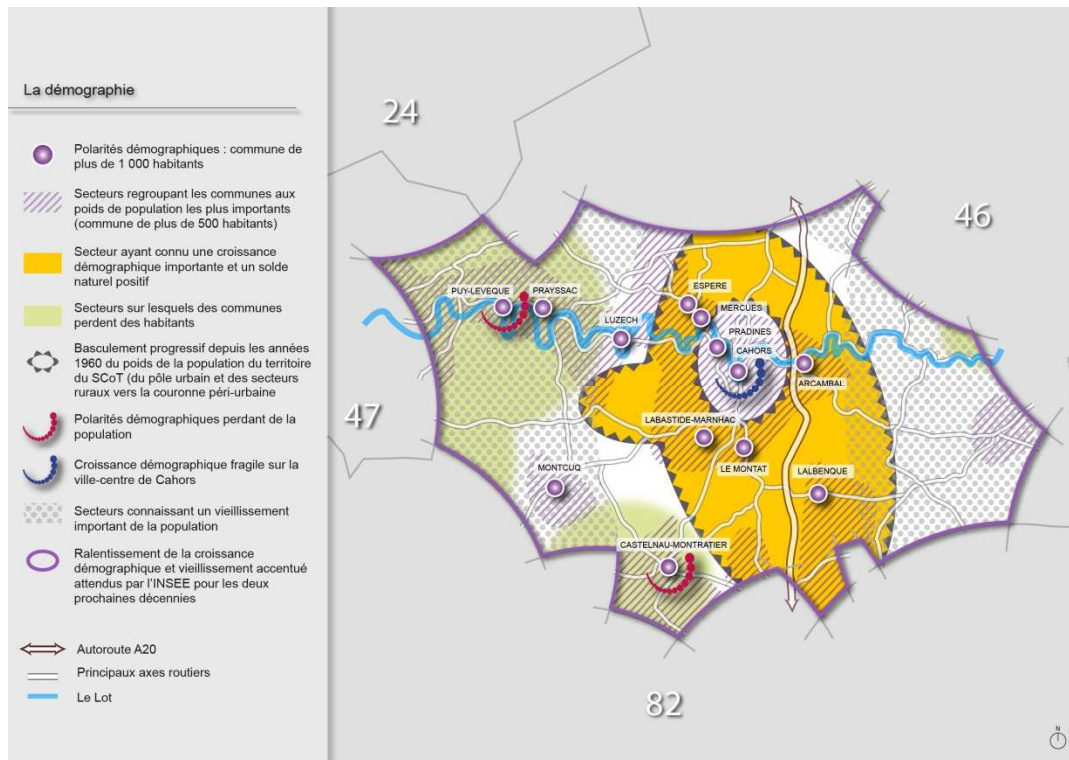 La démographie
Polarités démographiques : commune de
plus de 1 000 habitants
Secteurs regroupant les communes aux
poids de population les plus importants
(commune de plus de 500 habitants)
Secteur ayant connu une croissance
démographique importante et un solde
naturel positif
Secteurs sur lesquels des communes
perdent des habitants
Basculement progressif depuis les années
1960 du poids de la population du territoire
du SCoT (du pôle urbain et des secteurs
ruraux vers la couronne péri-urbaine
Polarités démographiques perdant de la
population
Croissance démographique fragile sur la
ville-centre de Cahors
Secteurs connaissant un vieillissement
important de la population
Ralentissement de la croissance
démographique et vieillissement accentué
attendus par l'INSEE pour les deux
prochaines décennies
Autoroute A20
Principaux axes routiers
Le Lot
24
46
47
82
PUY-LEVEQUE
PRAYSSAC
LUZECH
ESPERE
MERCUES
PRADINES
CAHORS
ARCAMBAL
LABASTIDE-MARNHAC
LE MONTAT
LALBENQUE
MONTCUQ
CASTELNAU-MONTRATIER
N